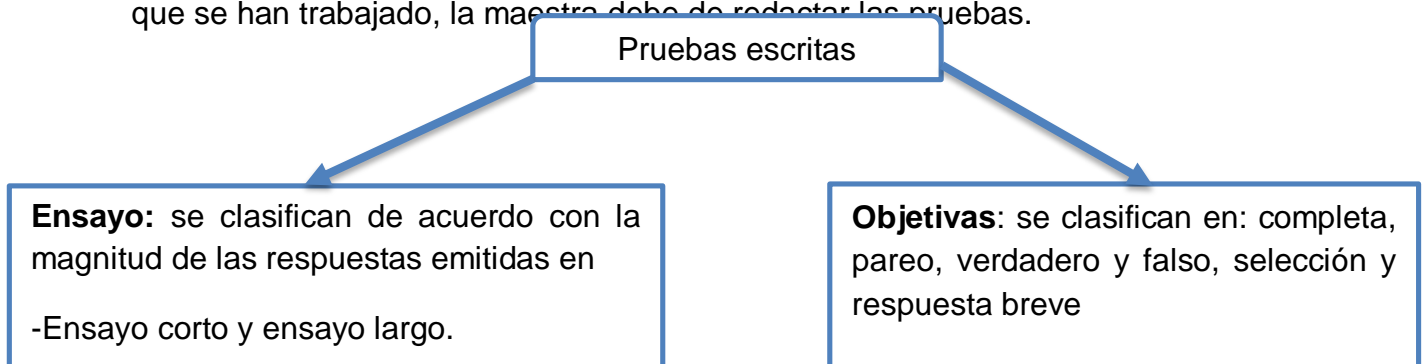 que se han trabajado, la maestra debe de redactar las pruebas.
Pruebas escritas
Ensayo: se clasifican de acuerdo con la
magnitud de las respuestas emitidas en
-Ensayo corto y ensayo largo.
Objetivas: se clasifican en: completa,
pareo, verdadero y falso, selección y
respuesta breve